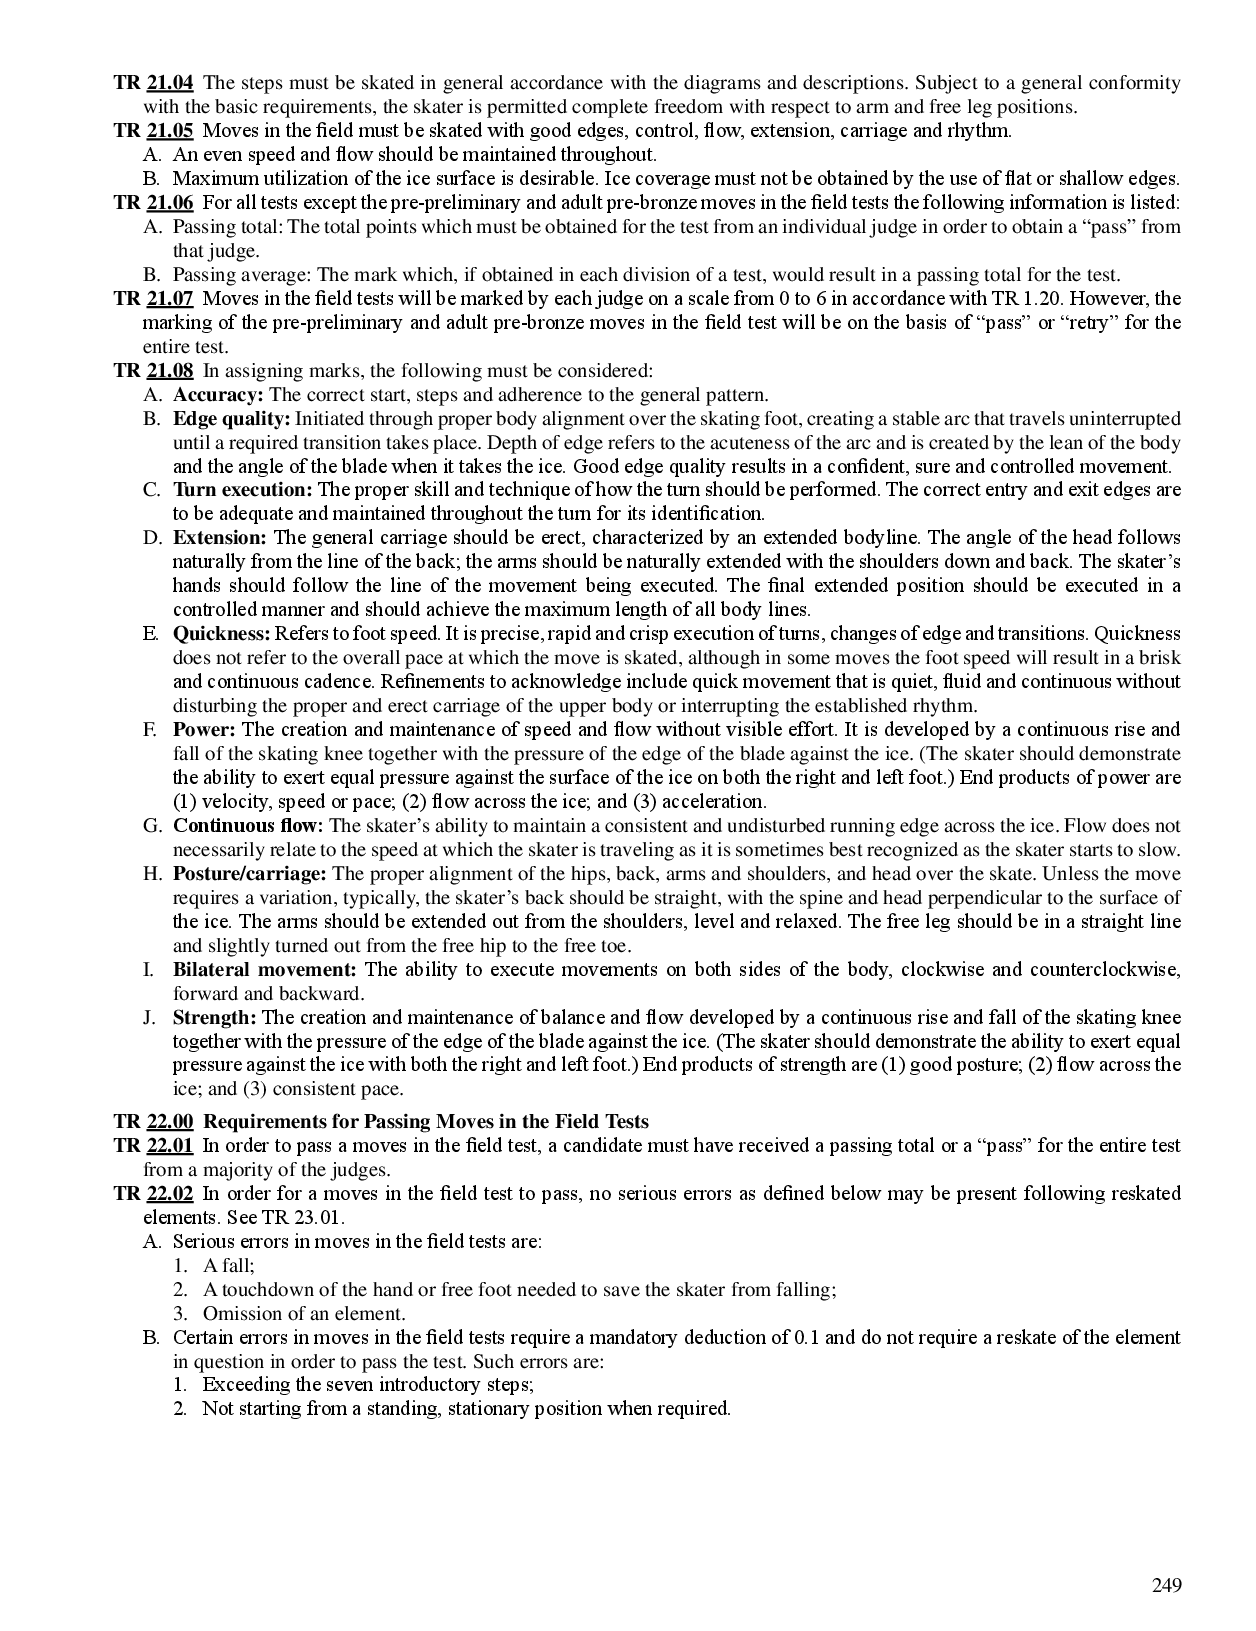 TR 21.04 The steps must be skated in general accordance with the diagrams and descriptions. Subject to a general conformity
with the basic requirements, the skater is permitted complete freedom with respect to arm and free leg positions.
TR 21.05 Moves in the field must be skated with good edges, control, flow, extension, carriage and rhythm.
A. An even speed and flow should be maintained throughout.
B. Maximum utilization of the ice surface is desirable. Ice coverage must not be obtained by the use of flat or shallow edges.
TR 21.06 For all tests except the pre-preliminary and adult pre-bronze moves in the field tests the following information is listed:
A. Passing total: The total points which must be obtained for the test from an individual judge in order to obtain a “pass” from
that judge.
B. Passing average: The mark which, if obtained in each division of a test, would result in a passing total for the test.
TR 21.07 Moves in the field tests will be marked by each judge on a scale from 0 to 6 in accordance with TR 1.20. However, the
marking of the pre-preliminary and adult pre-bronze moves in the field test will be on the basis of “pass” or “retry” for the
entire test.
TR 21.08 In assigning marks, the following must be considered:
A. Accuracy: The correct start, steps and adherence to the general pattern.
B. Edge quality: Initiated through proper body alignment over the skating foot, creating a stable arc that travels uninterrupted
until a required transition takes place. Depth of edge refers to the acuteness of the arc and is created by the lean of the body
and the angle of the blade when it takes the ice. Good edge quality results in a confident, sure and controlled movement.
C. Turn execution: The proper skill and technique of how the turn should be performed. The correct entry and exit edges are
to be adequate and maintained throughout the turn for its identification.
D. Extension: The general carriage should be erect, characterized by an extended bodyline. The angle of the head follows
naturally from the line of the back; the arms should be naturally extended with the shoulders down and back. The skater’s
hands should follow the line of the movement being executed. The final extended position should be executed in a
controlled manner and should achieve the maximum length of all body lines.
E. Quickness: Refers to foot speed. It is precise, rapid and crisp execution of turns, changes of edge and transitions. Quickness
does not refer to the overall pace at which the move is skated, although in some moves the foot speed will result in a brisk
and continuous cadence. Refinements to acknowledge include quick movement that is quiet, fluid and continuous without
disturbing the proper and erect carriage of the upper body or interrupting the established rhythm.
F. Power: The creation and maintenance of speed and flow without visible effort. It is developed by a continuous rise and
fall of the skating knee together with the pressure of the edge of the blade against the ice. (The skater should demonstrate
the ability to exert equal pressure against the surface of the ice on both the right and left foot.) End products of power are
(1) velocity, speed or pace; (2) flow across the ice; and (3) acceleration.
G. Continuous flow: The skater’s ability to maintain a consistent and undisturbed running edge across the ice. Flow does not
necessarily relate to the speed at which the skater is traveling as it is sometimes best recognized as the skater starts to slow.
H. Posture/carriage: The proper alignment of the hips, back, arms and shoulders, and head over the skate. Unless the move
requires a variation, typically, the skater’s back should be straight, with the spine and head perpendicular to the surface of
the ice. The arms should be extended out from the shoulders, level and relaxed. The free leg should be in a straight line
and slightly turned out from the free hip to the free toe.
I. Bilateral movement: The ability to execute movements on both sides of the body, clockwise and counterclockwise,
forward and backward.
J. Strength: The creation and maintenance of balance and flow developed by a continuous rise and fall of the skating knee
together with the pressure of the edge of the blade against the ice. (The skater should demonstrate the ability to exert equal
pressure against the ice with both the right and left foot.) End products of strength are (1) good posture; (2) flow across the
ice; and (3) consistent pace.
TR 22.00 Requirements for Passing Moves in the Field Tests
TR 22.01 In order to pass a moves in the field test, a candidate must have received a passing total or a “pass” for the entire test
from a majority of the judges.
TR 22.02 In order for a moves in the field test to pass, no serious errors as defined below may be present following reskated
elements. See TR 23.01.
A. Serious errors in moves in the field tests are:
1. A fall;
2. A touchdown of the hand or free foot needed to save the skater from falling;
3. Omission of an element.
B. Certain errors in moves in the field tests require a mandatory deduction of 0.1 and do not require a reskate of the element
in question in order to pass the test. Such errors are:
1. Exceeding the seven introductory steps;
2. Not starting from a standing, stationary position when required.
249